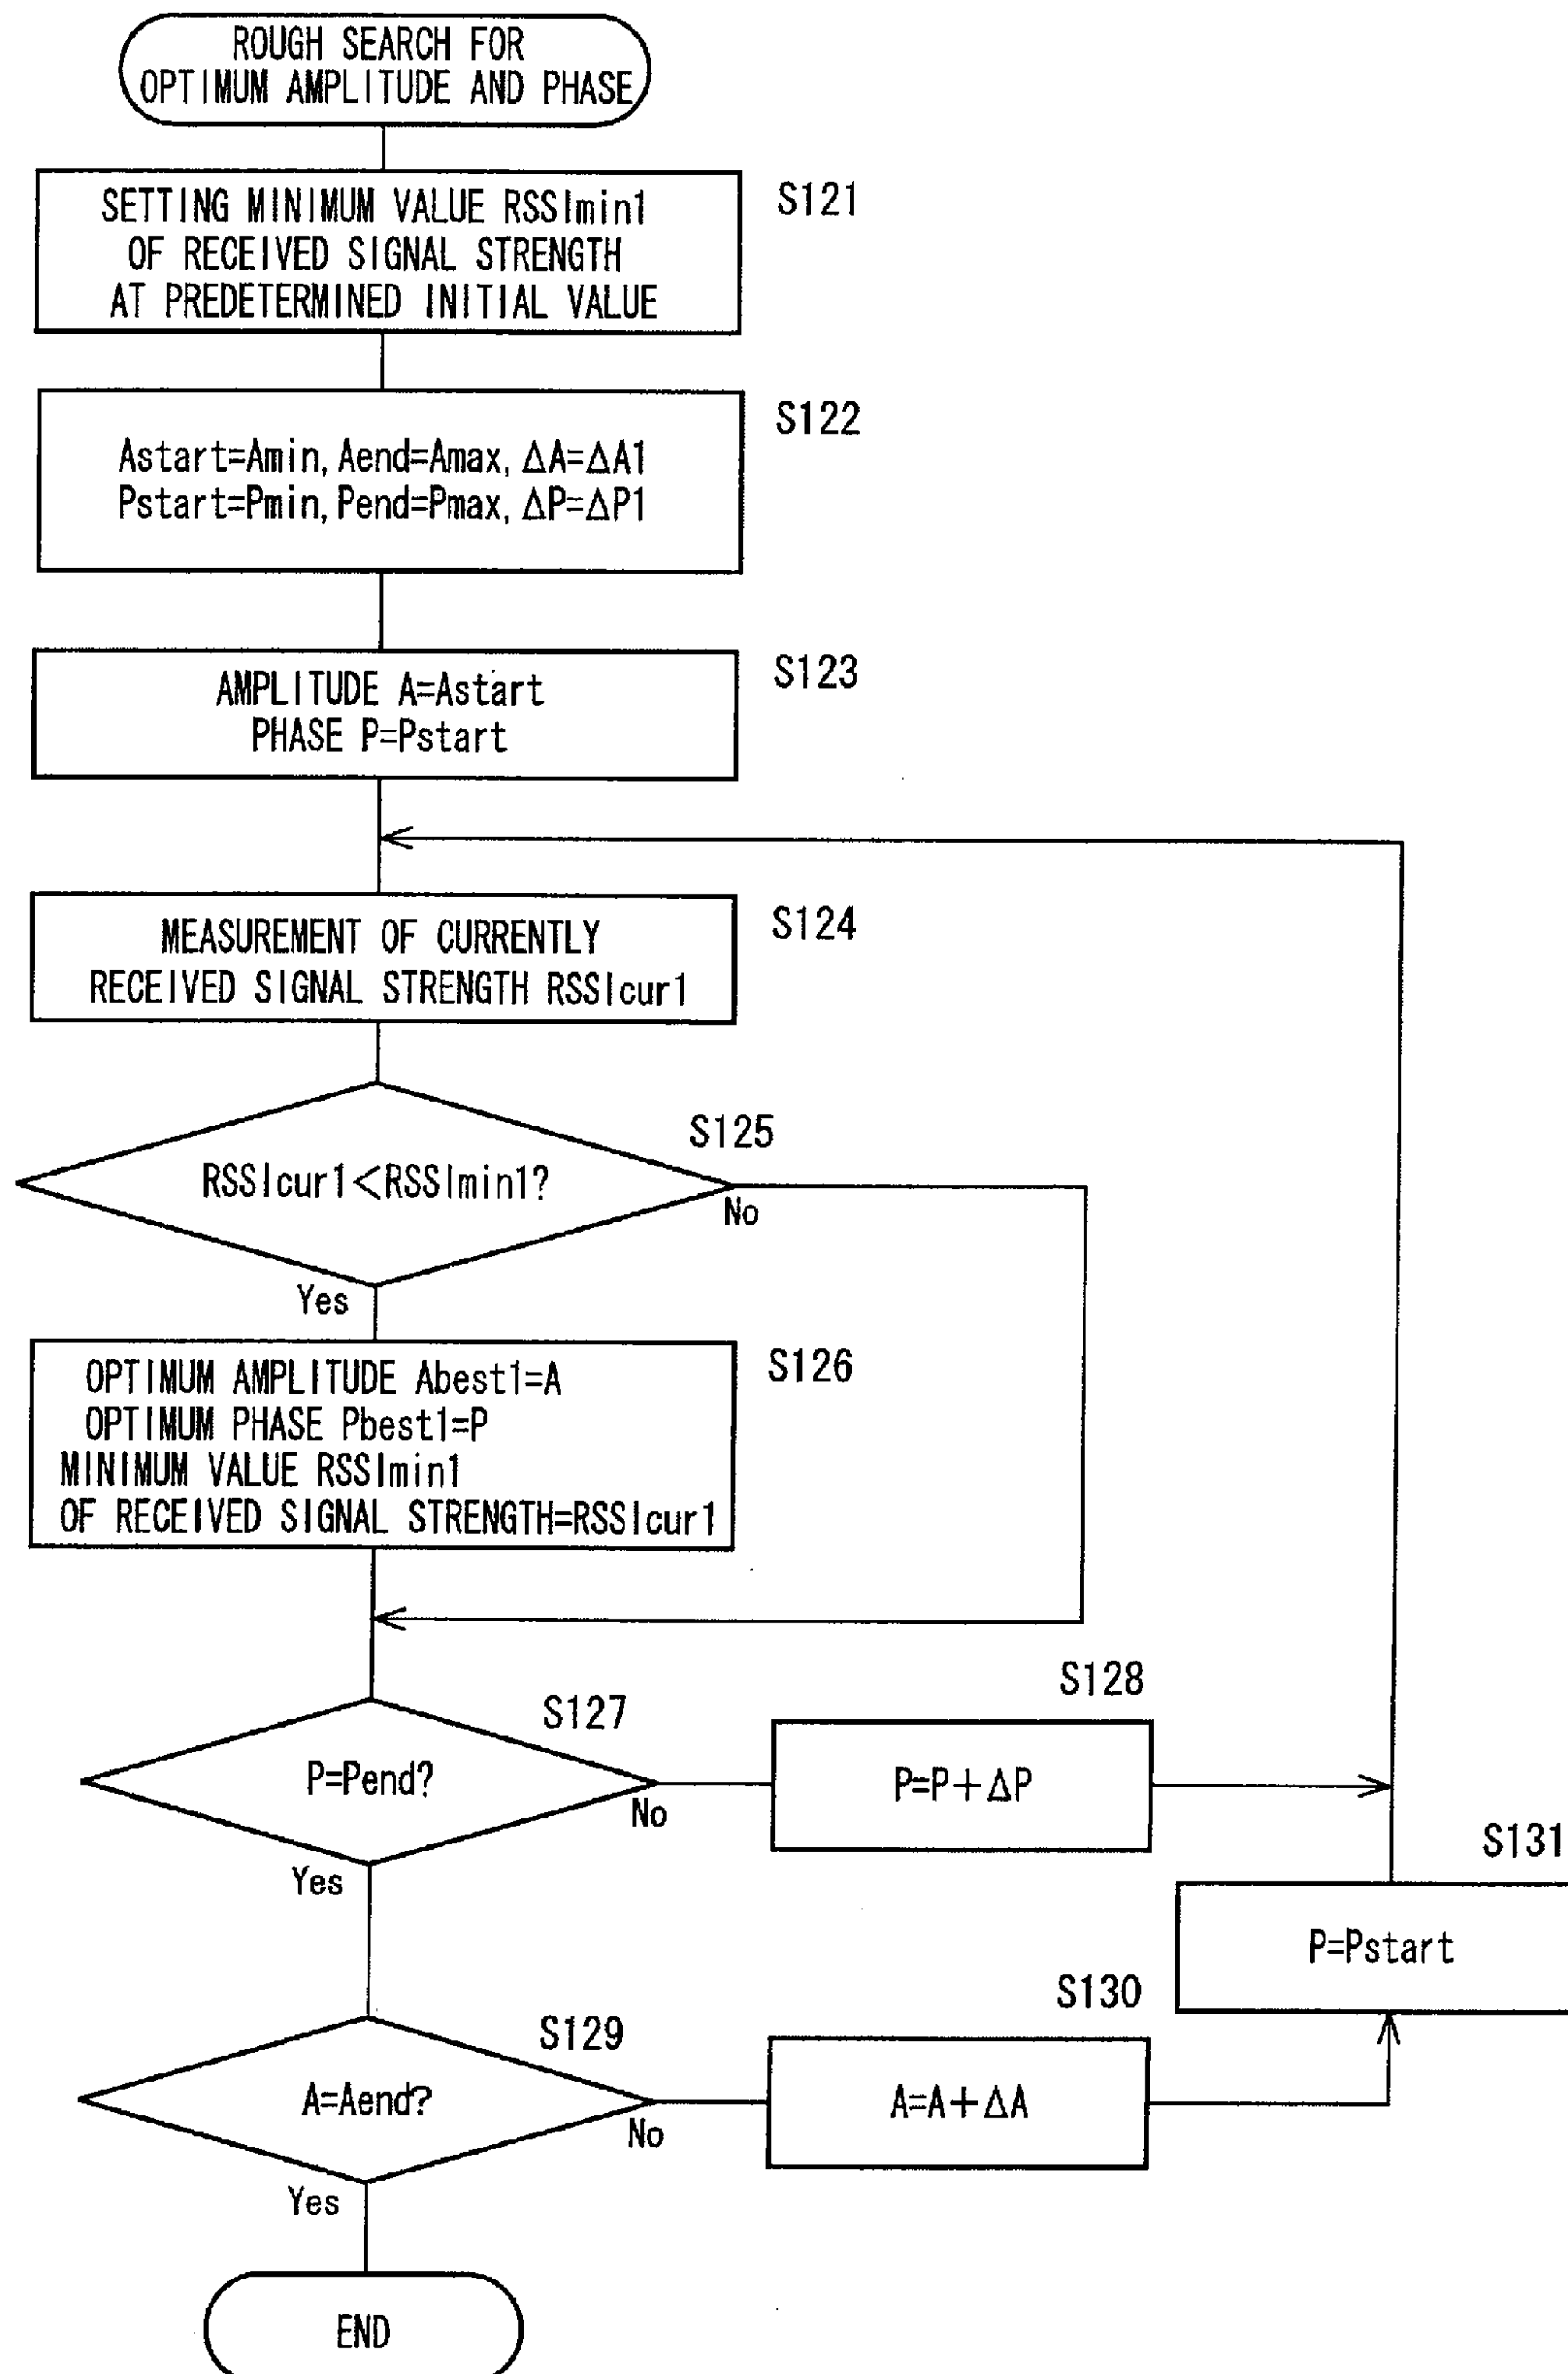 ROUGH SEARCH FOR
OPTIMUM AMPLITUDE AND PHASE
SETTING MINIMUM VALUE RSSImin1
OF RECEIVED SIGNAL STRENGTH
AT PREDETERMINED INITIAL VALUE
S121
Astart=Amin, Aend=Amax, ΔA=ΔA1
Pstart=Pmin, Pend=Pmax, ΔP=ΔP1
S122
AMPLITUDE A=Astart
PHASE P=Pstart
S123
MEASUREMENT OF CURRENTLY
RECEIVED SIGNAL STRENGTH RSSIcur1
S124
RSSIcur1<RSSImin1?
S125
No
Yes
OPTIMUM AMPLITUDE Abest1=A
OPTIMUM PHASE Pbest1=P
MINIMUM VALUE RSSImin1
OF RECEIVED SIGNAL STRENGTH=RSSIcur1
S126
P=Pend?
S127
No
Yes
P=P+ΔP
S128
P=Pstart
S131
A=Aend?
S129
No
Yes
A=A+ΔA
S130
END